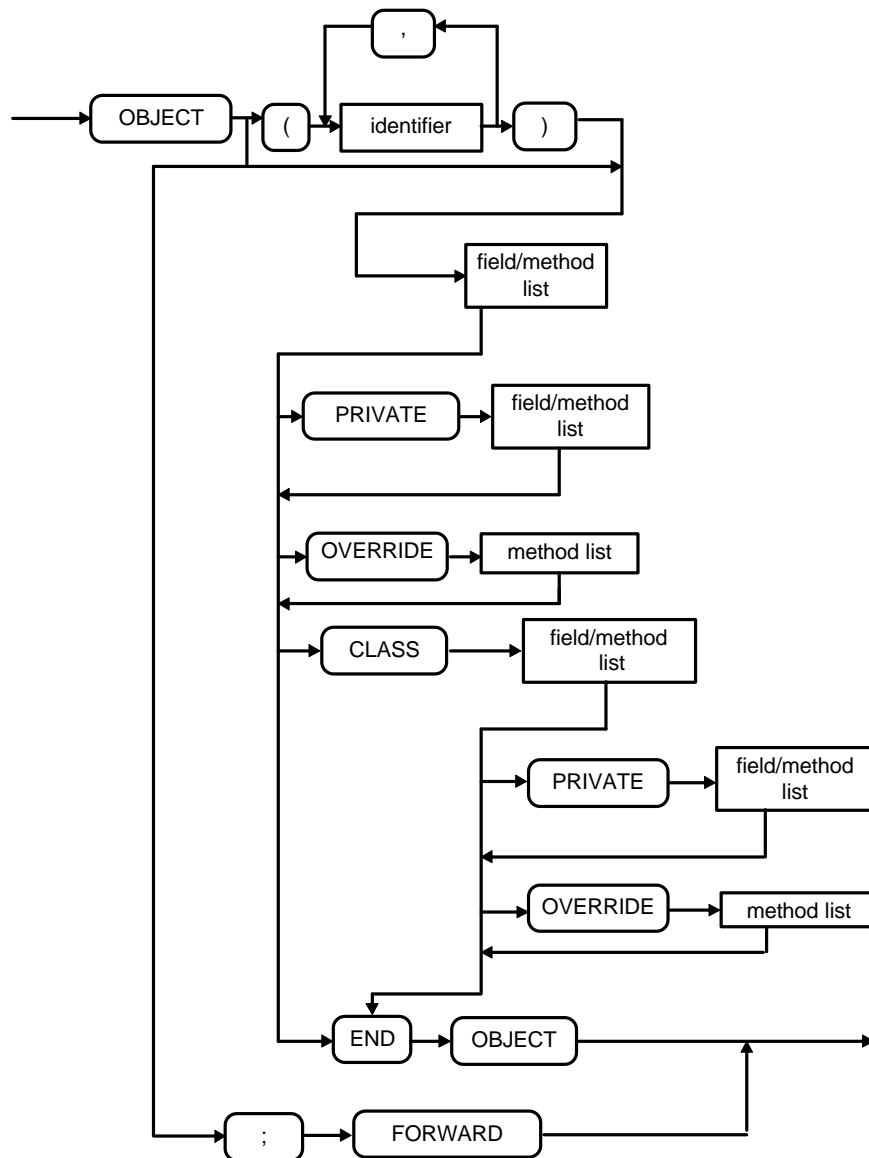 ,
OBJECT
(
identifier
)
field/method
list
PRIVATE
field/method
list
OVERRIDE
method list
CLASS
field/method
list
PRIVATE
field/method
list
OVERRIDE
method list
END
OBJECT
;
FORWARD